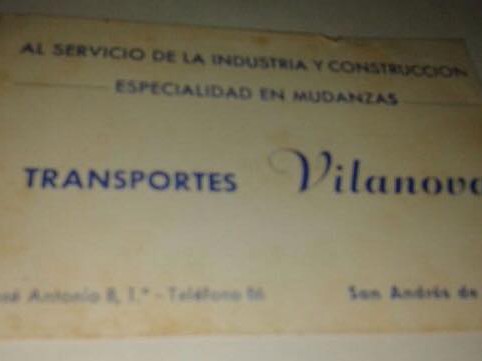 AL SERVICIO DE LA INDUSTRIA Y CONSTRUCCION
ESPECIALIDAD EN MUDANZAS
TRANSPORTES Vilanova
José Antonio 8, 1.° - Teléfono San Andrés de